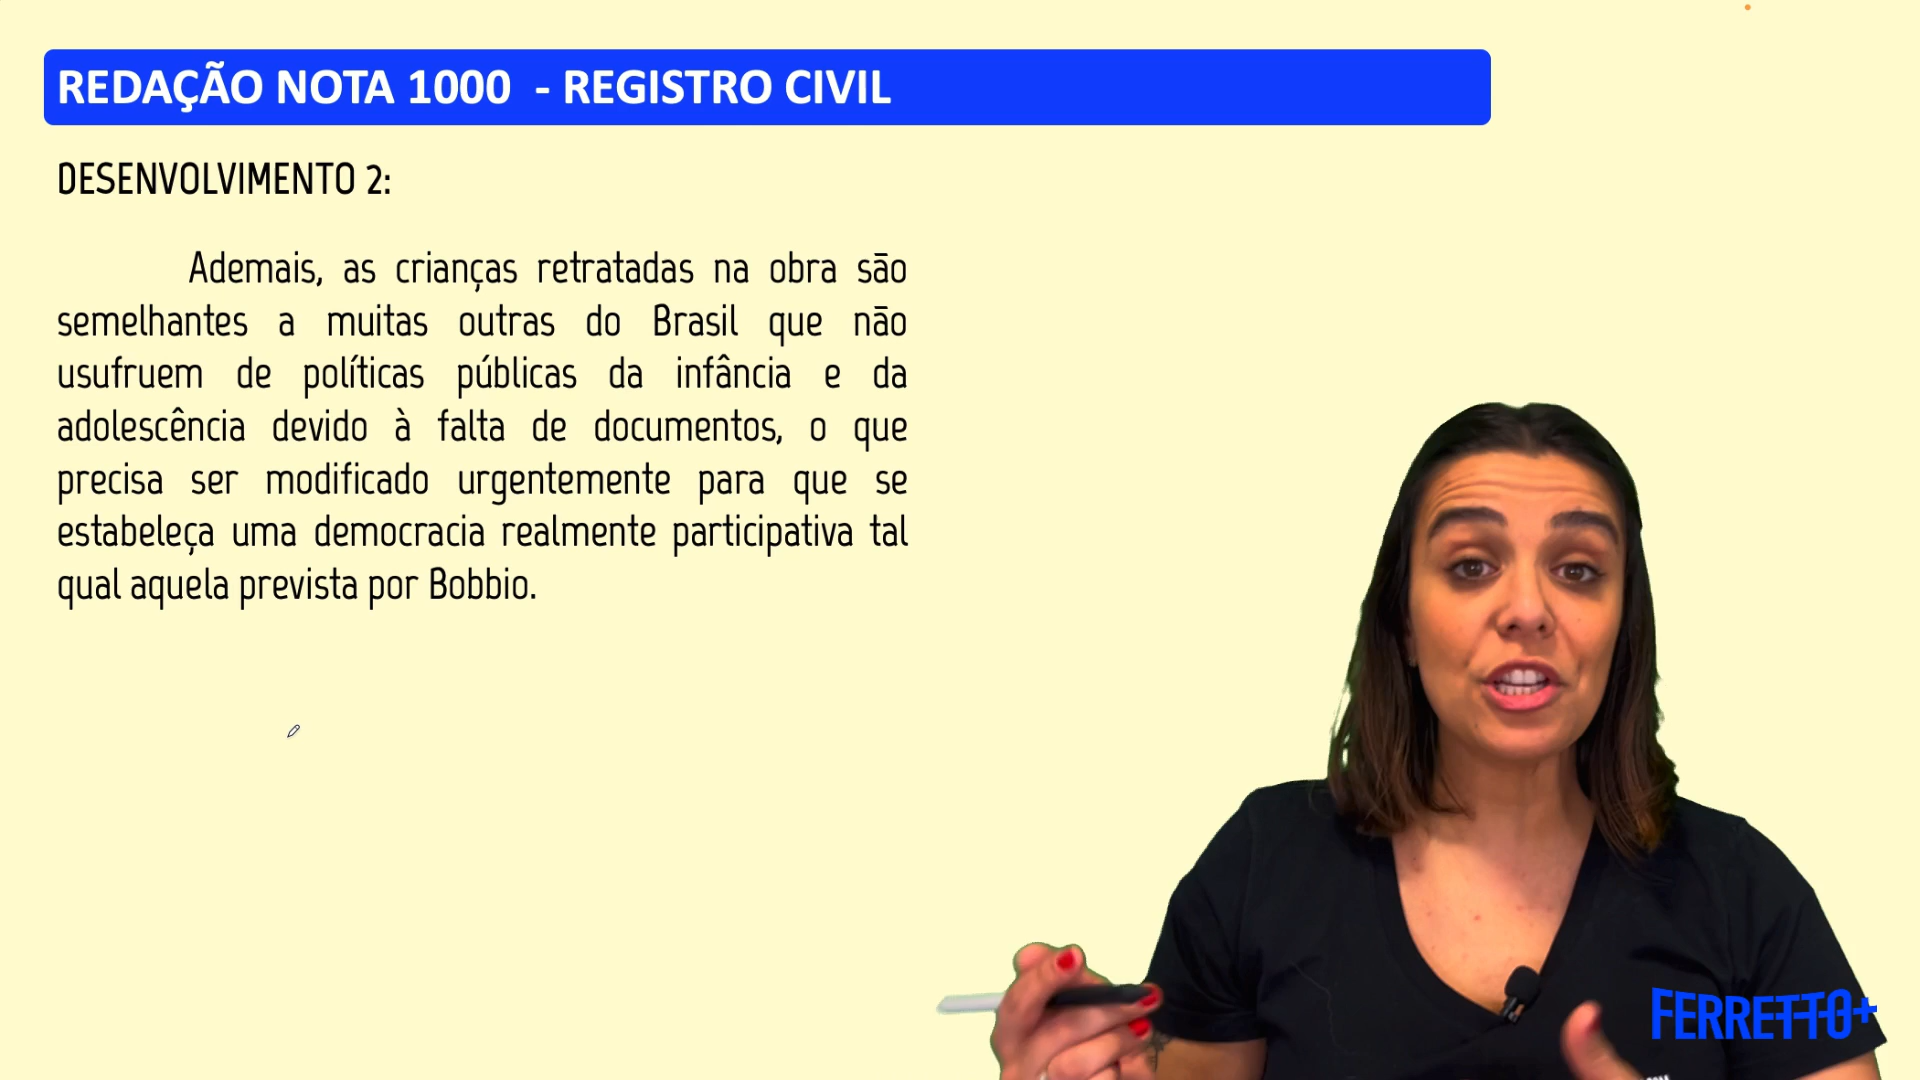 REDAÇÃO NOTA 1000 - REGISTRO CIVIL
DESENVOLVIMENTO 2:
Ademais, as crianças retratadas na obra são
semelhantes a muitas outras do Brasil que não
usufruem de políticas públicas da infância e da
adolescência devido à falta de documentos, o que
precisa ser modificado urgentemente para que se
estabeleça uma democracia realmente participativa tal
qual aquela prevista por Bobbio.
FERRETTO+